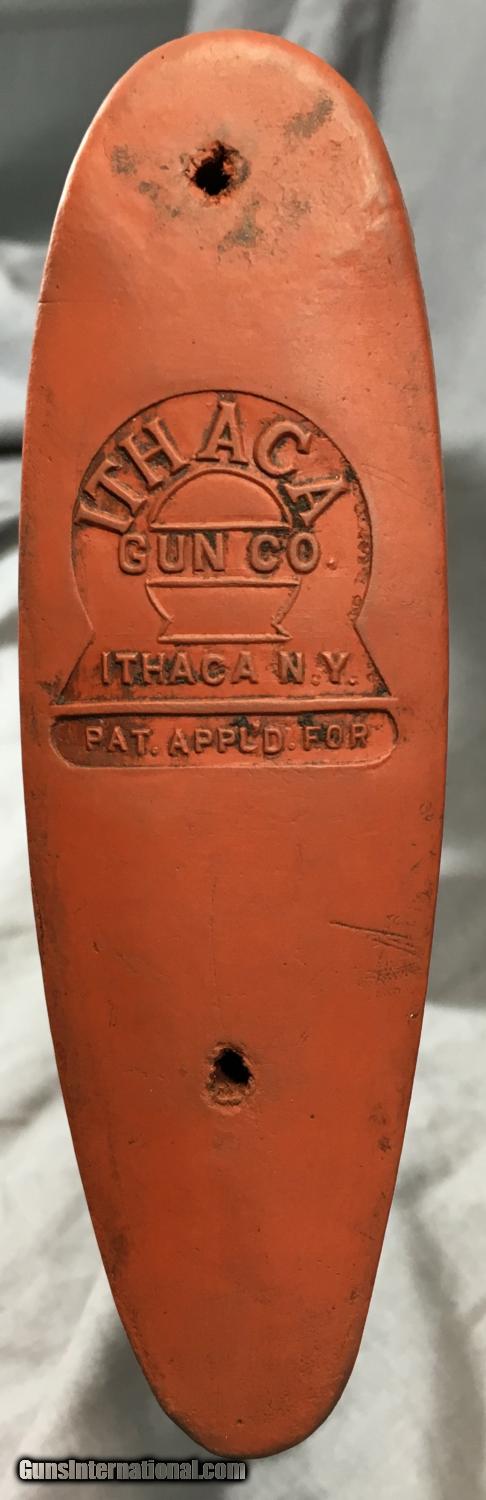 ITHACA
GUN CO.
ITHACA N.Y.
PAT. APPL'D. FOR
GunsInternational.com